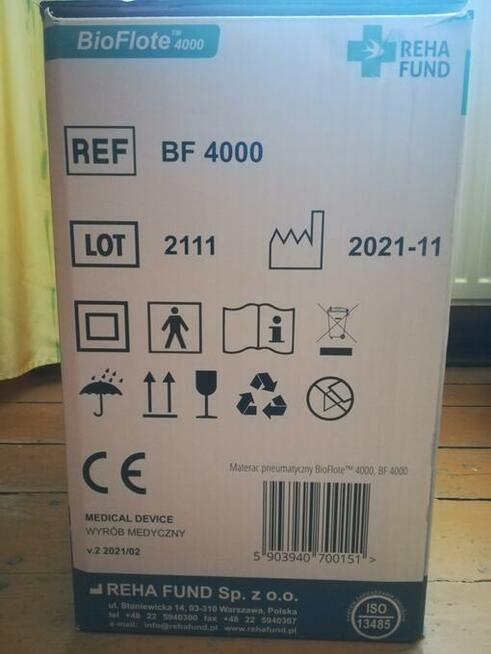 BioFlote™ 4000
REHA
FUND
REF BF 4000
LOT 2111 2021-11
i
CE
Materac pneumatyczny BioFlote™ 4000, BF 4000
MEDICAL DEVICE
WYRÓB MEDYCZNY
v.2 2021/02
5 903940 700151 >
REHA FUND Sp. z o.o.
ul. Staniewicka 14, 03-310 Warszawa, Polska
tel +48 22 5940300 fax +48 22 5940307
e-mail: info@rehafund.pl www.rehafund.pl
ISO
13485